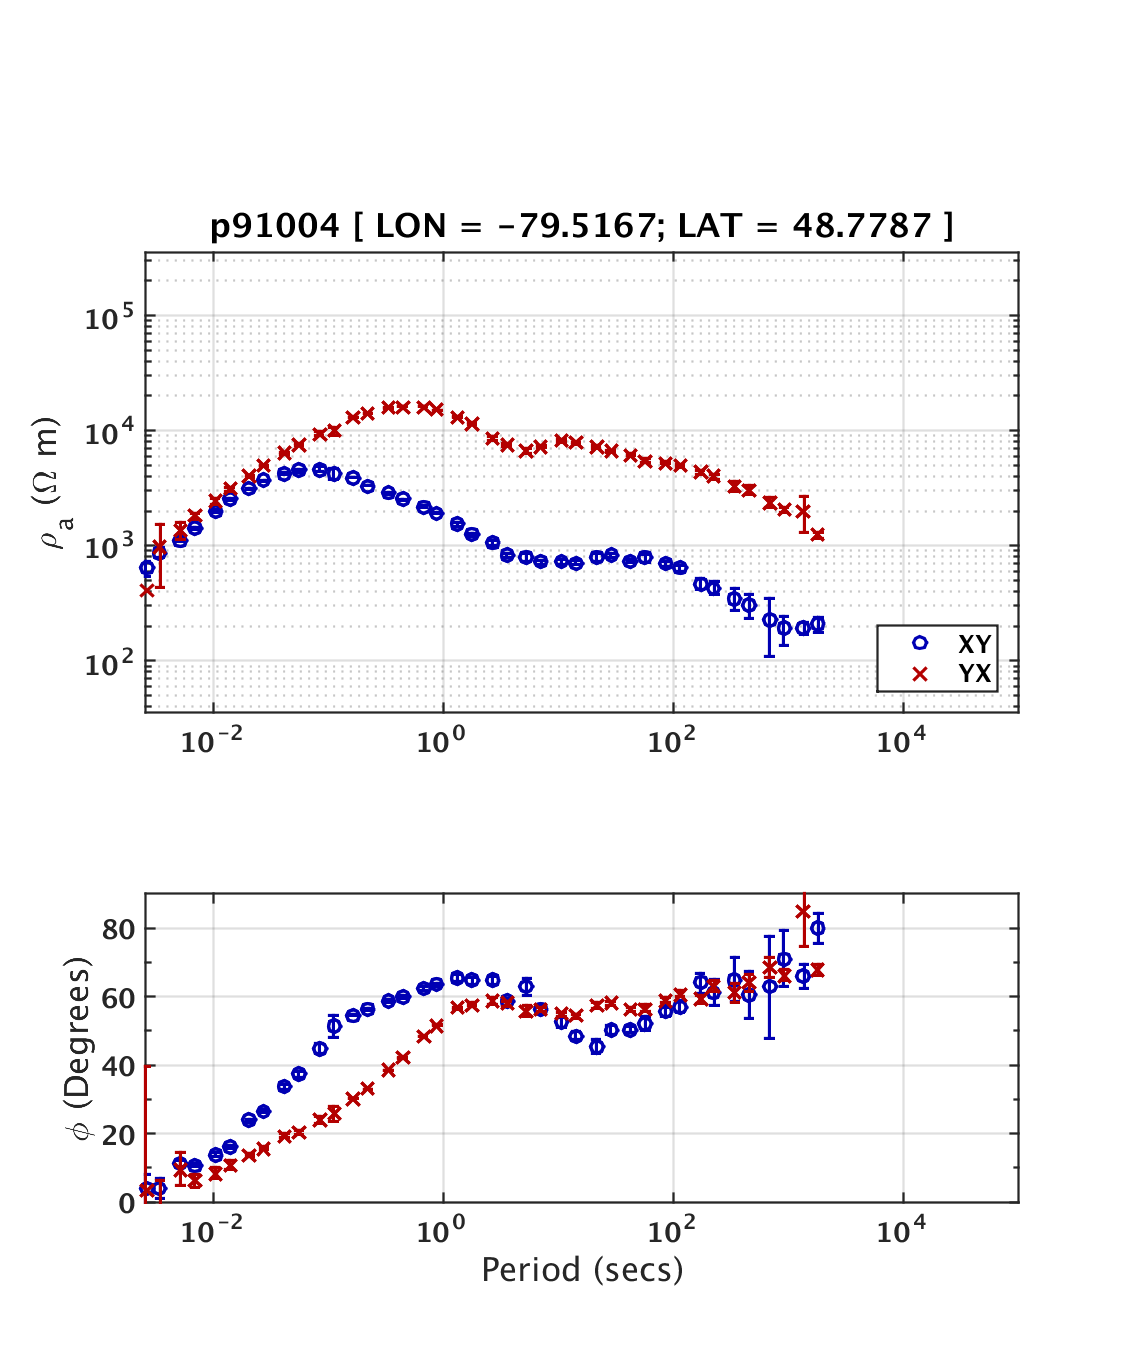 p91004 [ LON = -79.5167; LAT = 48.7787 ]
ρa (Ω m)
10^5
10^4
10^3
10^2
XY
YX
10^-2 10^0 10^2 10^4
φ (Degrees)
80
60
40
20
0
10^-2 10^0 10^2 10^4
Period (secs)